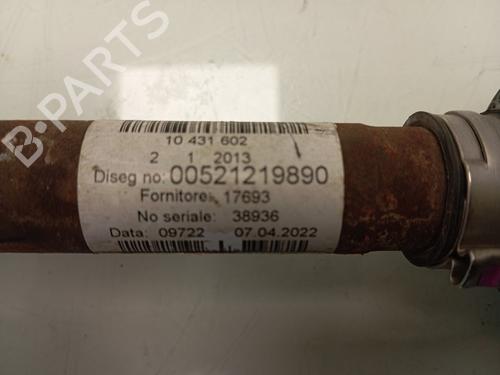 B-PARTS
10 431 602
2 1 2013
Diseg no: 00521219890
Fornitore: 17693
No seriale: 38936
Data: 09722 07.04.2022